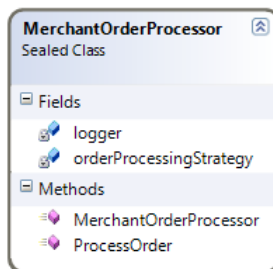 MerchantOrderProcessor
Sealed Class
Fields
logger
orderProcessingStrategy
Methods
MerchantOrderProcessor
ProcessOrder